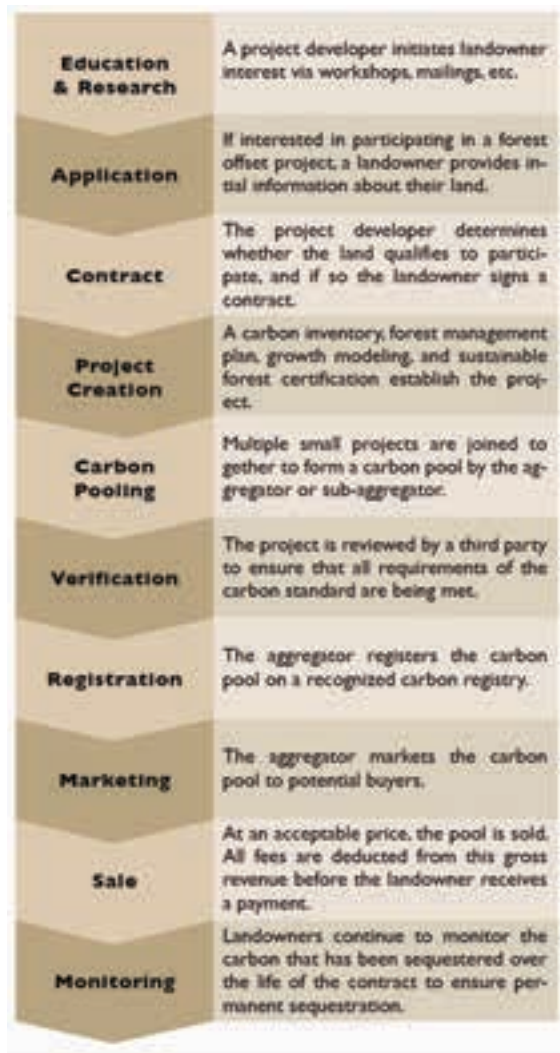 Education
& Research
A project developer initiates landowner
interest via workshops, mailings, etc.
Application
If interested in participating in a forest
offset project, a landowner provides in-
tial information about their land.
Contract
The project developer determines
whether the land qualifies to partici-
pate, and if so the landowner signs a
contract.
Project
Creation
A carbon inventory, forest management
plan, growth modeling, and sustainable
forest certification establish the proj-
ect.
Carbon
Pooling
Multiple small projects are joined to
gether to form a carbon pool by the ag-
gregator or sub-aggregator.
Verification
The project is reviewed by a third party
to ensure that all requirements of the
carbon standard are being met.
Registration
The aggregator registers the carbon
pool on a recognized carbon registry.
Marketing
The aggregator markets the carbon
pool to potential buyers.
Sale
At an acceptable price, the pool is sold.
All fees are deducted from this gross
revenue before the landowner receives
a payment.
Monitoring
Landowners continue to monitor the
carbon that has been sequestered over
the life of the contract to ensure per-
manent sequestration.